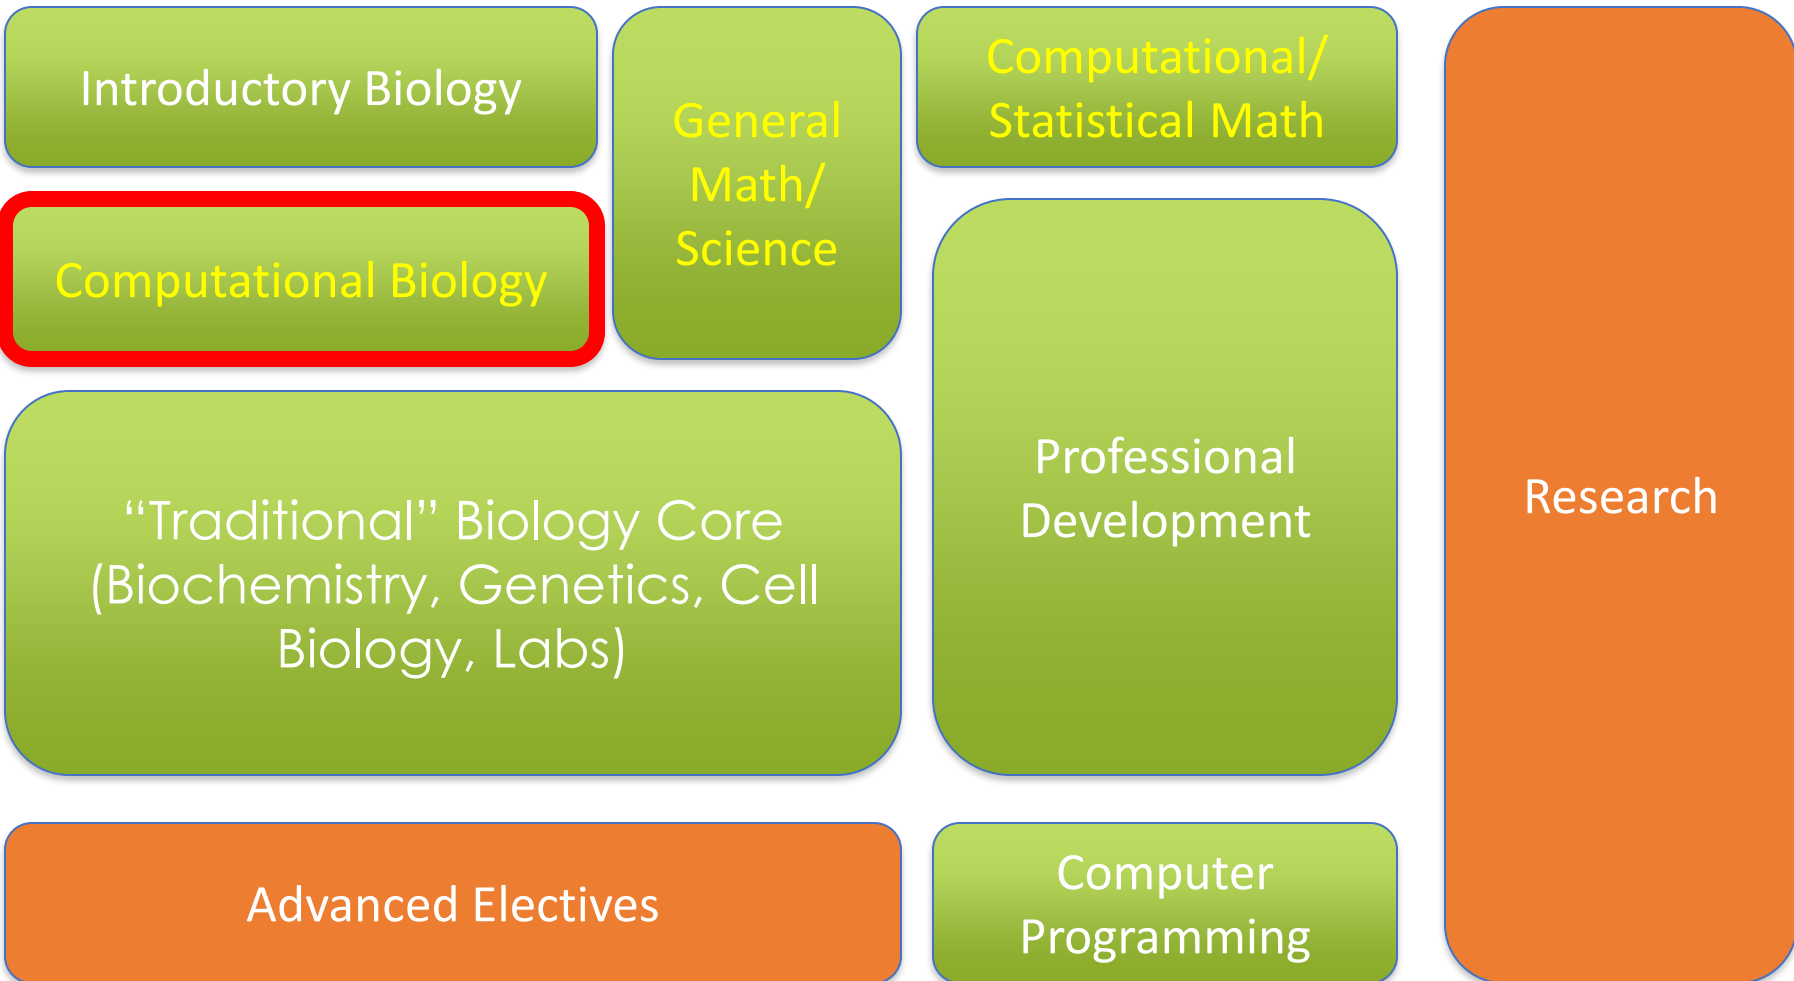 Introductory Biology
General
Math/
Science
Computational/
Statistical Math
Computational Biology
“Traditional” Biology Core
(Biochemistry, Genetics, Cell
Biology, Labs)
Professional
Development
Research
Advanced Electives
Computer
Programming